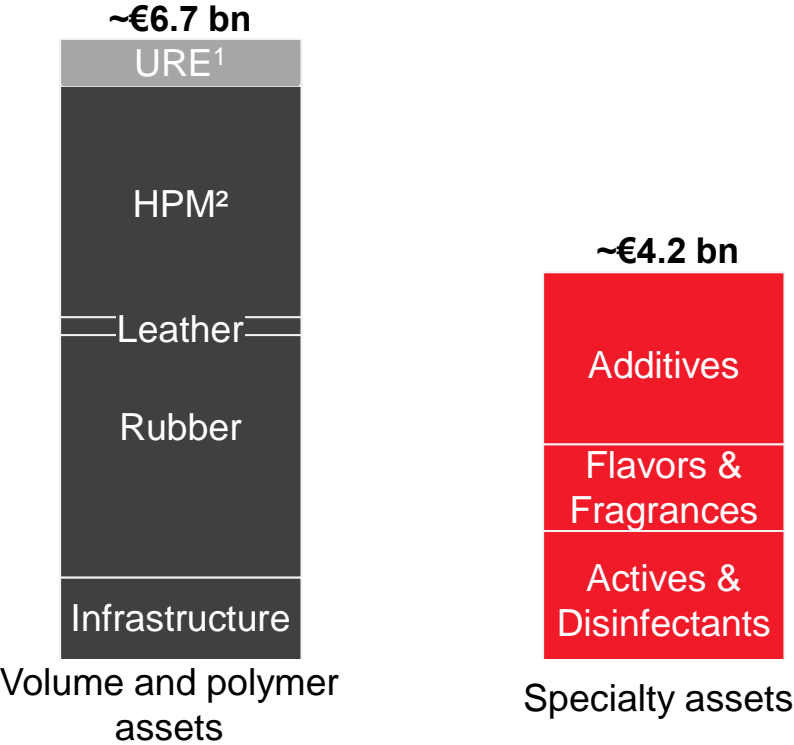 ~€6.7 bn
URE¹
HPM²
Leather
Rubber
Infrastructure
Volume and polymer
assets
~€4.2 bn
Additives
Flavors &
Fragrances
Actives &
Disinfectants
Specialty assets